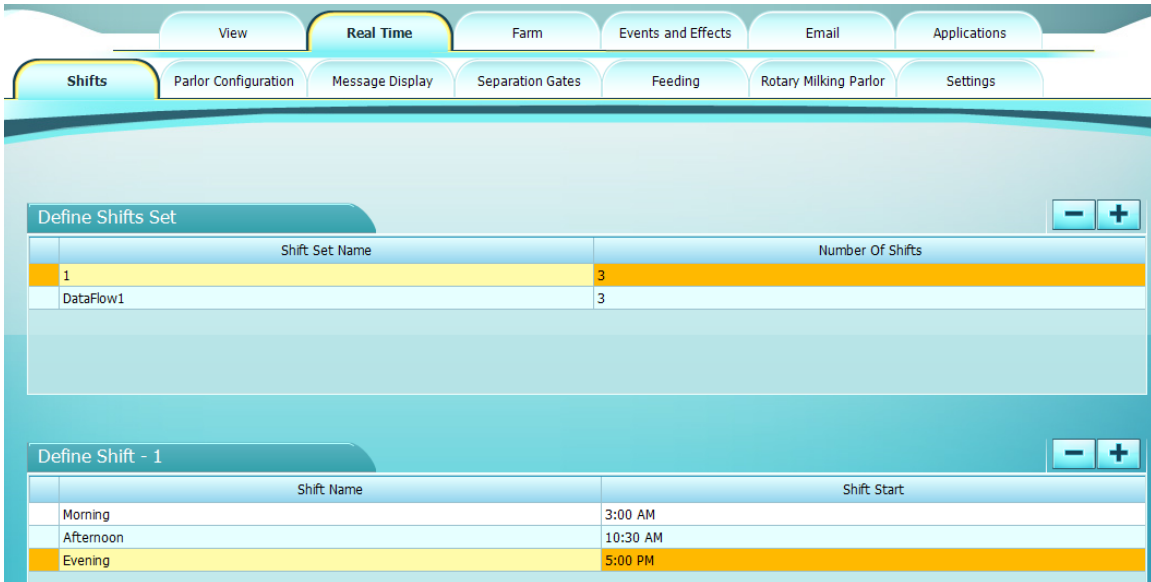 View Real Time Farm Events and Effects Email Applications
Shifts Parlor Configuration Message Display Separation Gates Feeding Rotary Milking Parlor Settings
Define Shifts Set
Shift Set Name Number Of Shifts
1 3
DataFlow1 3
Define Shift - 1
Shift Name Shift Start
Morning 3:00 AM
Afternoon 10:30 AM
Evening 5:00 PM